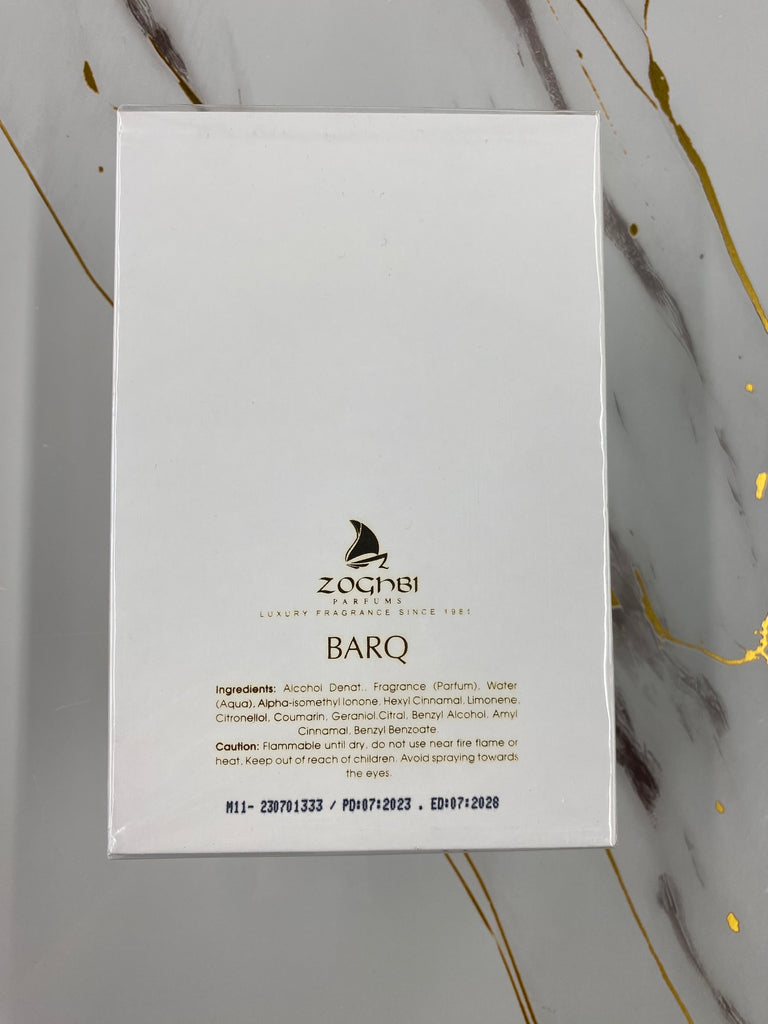 ZOGHBI
PARFUMS
LUXURY FRAGRANCE SINCE 1981
BARQ
Ingredients: Alcohol Denat.. Fragrance (Parfum), Water
(Aqua), Alpha-isomethyl Ionone, Hexyl Cinnamal, Limonene,
Citronellol, Coumarin, Geraniol,Citral, Benzyl Alcohol, Amyl
Cinnamal, Benzyl Benzoate.
Caution: Flammable until dry, do not use near fire flame or
heat. Keep out of reach of children. Avoid spraying towards
the eyes.
M11- 230701333 / PD:07:2023 . ED:07:2028